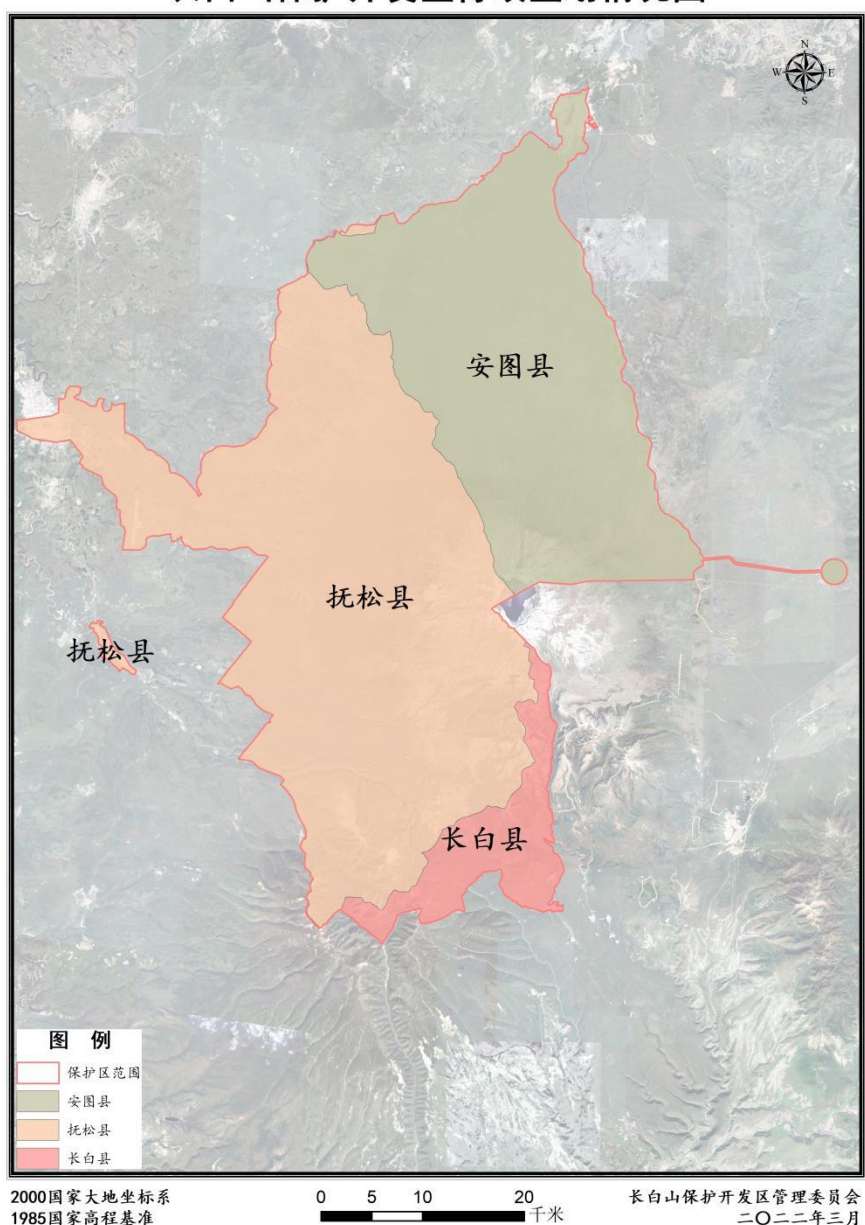 N
W E
S
安图县
抚松县
抚松县
长白县
图 例
保护区范围
安图县
抚松县
长白县
2000国家大地坐标系
1985国家高程基准
0 5 10 20
千米
长白山保护开发区管理委员会
二〇二二年三月